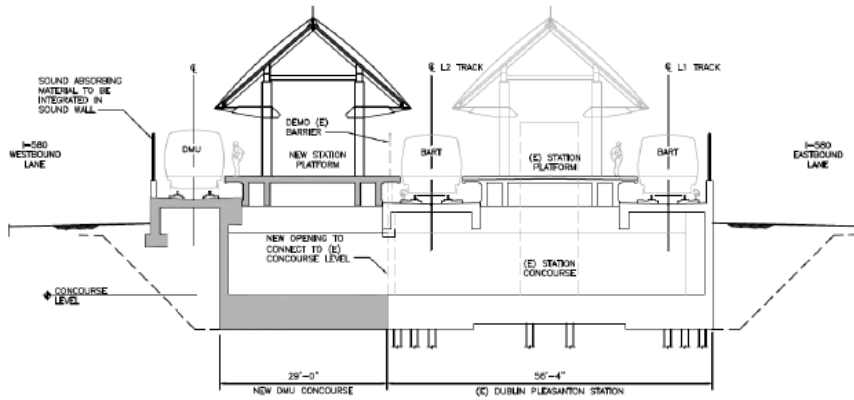 SOUND ABSORBING
MATERIAL TO BE
INTEGRATED IN
SOUND WALL
℄
℄ L2 TRACK
℄ L1 TRACK
DEMO (E)
BARRIER
I-580
WESTBOUND
LANE
DMU
NEW STATION
PLATFORM
BART
(E) STATION
PLATFORM
BART
I-580
EASTBOUND
LANE
NEW OPENING TO
CONNECT TO (E)
CONCOURSE LEVEL
(E) STATION
CONCOURSE
CONCOURSE
LEVEL
29'-0"
NEW DMU CONCOURSE
56'-4"
(E) DUBLIN PLEASANTON STATION